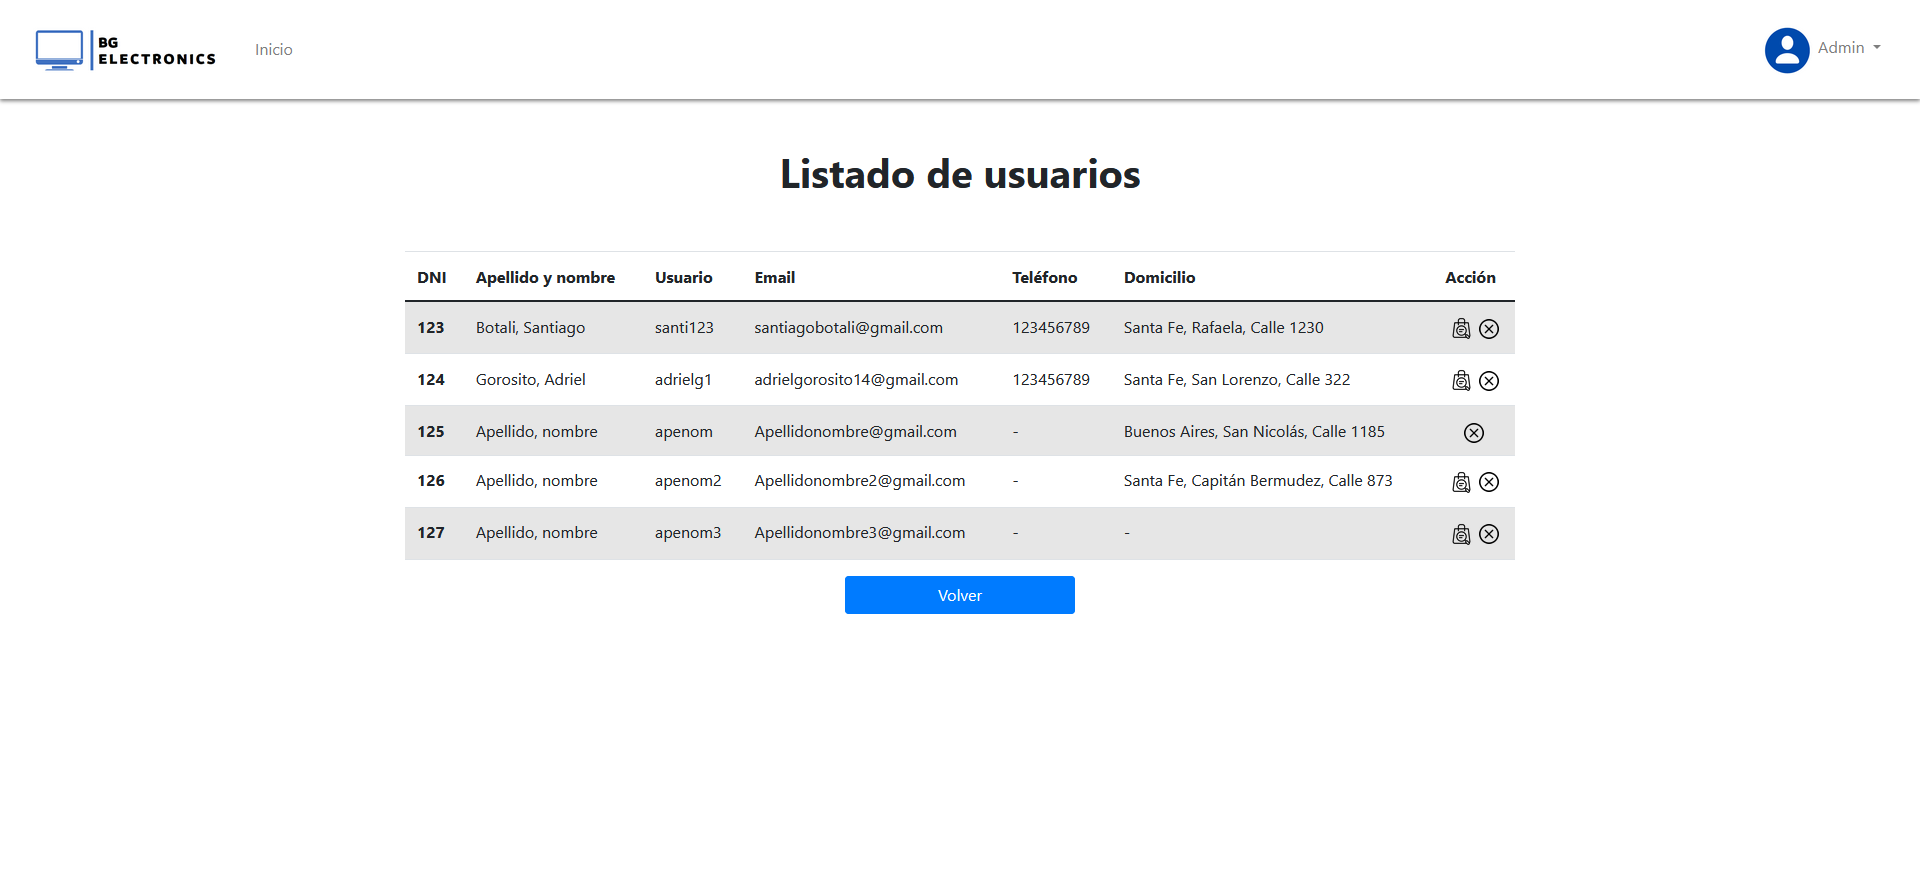 BG
ELECTRONICS
Inicio
Admin
Listado de usuarios
DNI Apellido y nombre Usuario Email Teléfono Domicilio Acción
123 Botali, Santiago santi123 santiagobotali@gmail.com 123456789 Santa Fe, Rafaela, Calle 1230
124 Gorosito, Adriel adrielg1 adrielgorosito14@gmail.com 123456789 Santa Fe, San Lorenzo, Calle 322
125 Apellido, nombre apenom Apellidonombre@gmail.com - Buenos Aires, San Nicolás, Calle 1185
126 Apellido, nombre apenom2 Apellidonombre2@gmail.com - Santa Fe, Capitán Bermudez, Calle 873
127 Apellido, nombre apenom3 Apellidonombre3@gmail.com - -
Volver